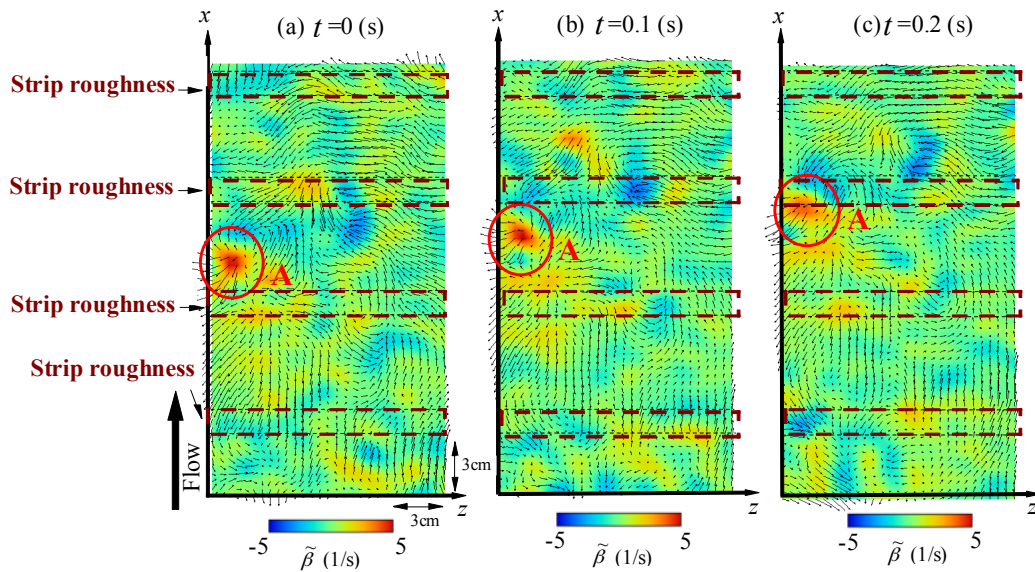 x
(a) t=0 (s)
x
(b) t=0.1 (s)
x
(c) t=0.2 (s)
Strip roughness
Strip roughness
A
A
A
Strip roughness
Strip roughness
Flow
3cm
3cm
z
z
z
-5
5
β̃ (1/s)
-5
5
β̃ (1/s)
-5
5
β̃ (1/s)